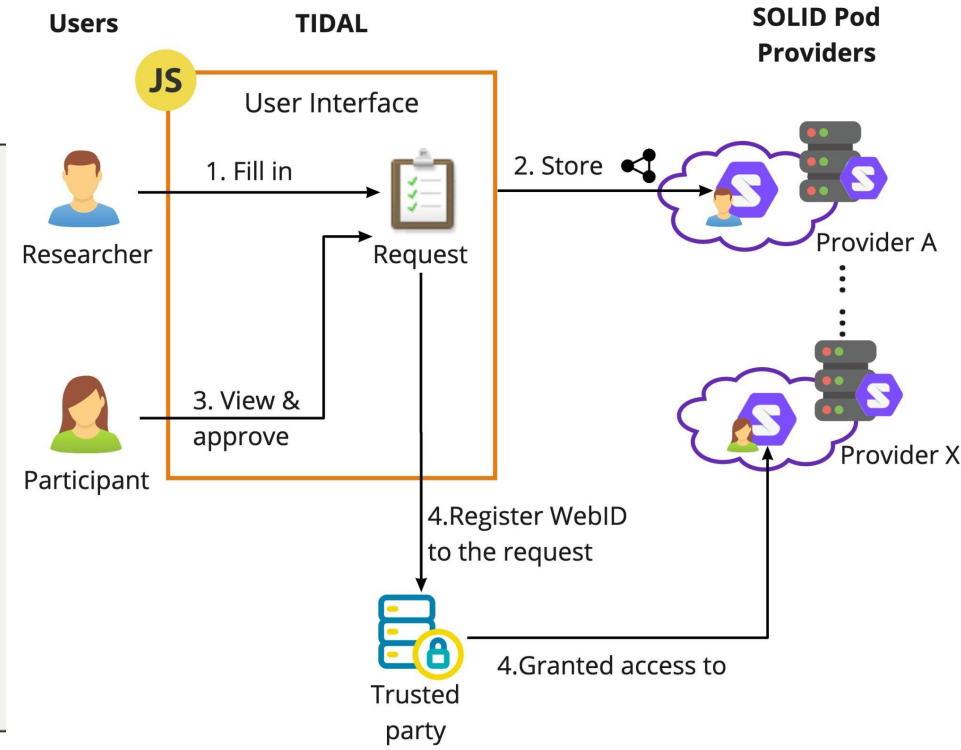 Users
TIDAL
SOLID Pod
Providers
JS
User Interface
1. Fill in
2. Store
Researcher
Request
Provider A
3. View &
approve
Participant
Provider X
4.Register WebID
to the request
4.Granted access to
Trusted
party